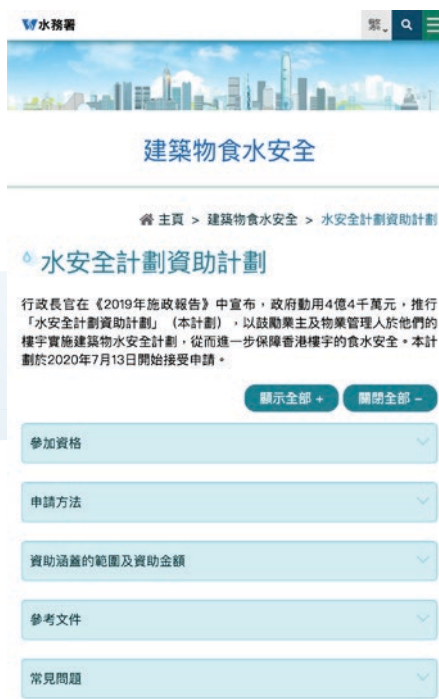 水務署
繁
建築物食水安全
主頁 > 建築物食水安全 > 水安全計劃資助計劃
水安全計劃資助計劃
行政長官在《2019年施政報告》中宣布，政府動用4億4千萬元，推行
「水安全計劃資助計劃」（本計劃），以鼓勵業主及物業管理人於他們的
樓宇實施建築物水安全計劃，從而進一步保障香港樓宇的食水安全。本計
劃於2020年7月13日開始接受申請。
顯示全部 + 關閉全部 −
參加資格
申請方法
資助涵蓋的範圍及資助金額
參考文件
常見問題